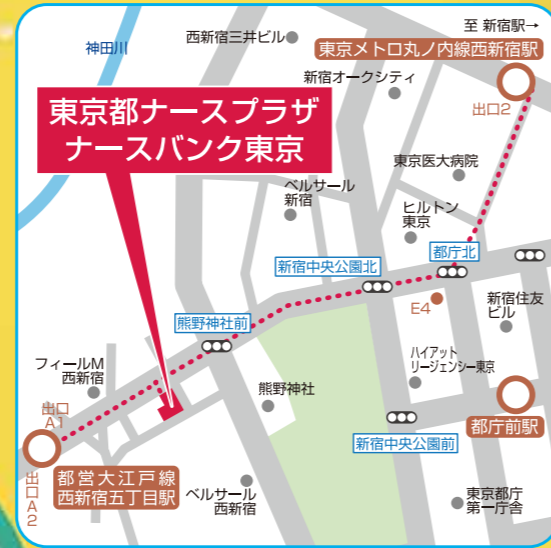 至 新宿駅→
神田川
西新宿三井ビル
東京メトロ丸ノ内線西新宿駅
新宿オークシティ
出口2
東京都ナースプラザ
ナースバンク東京
東京医大病院
ベルサール
新宿
ヒルトン
東京
都庁北
新宿中央公園北
E4
新宿住友
ビル
熊野神社前
ハイアット
リージェンシー東京
フィールM
西新宿
熊野神社
出口
A1
都庁前駅
新宿中央公園前
都営大江戸線
西新宿五丁目駅
出口A2
ベルサール
西新宿
東京都庁
第一庁舎